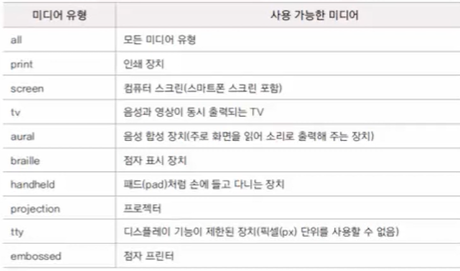 미디어 유형 사용 가능한 미디어
all 모든 미디어 유형
print 인쇄 장치
screen 컴퓨터 스크린(스마트폰 스크린 포함)
tv 음성과 영상이 동시 출력되는 TV
aural 음성 합성 장치(주로 화면을 읽어 소리로 출력해 주는 장치)
braille 점자 표시 장치
handheld 패드(pad)처럼 손에 들고 다니는 장치
projection 프로젝터
tty 디스플레이 기능이 제한된 장치(픽셀(px) 단위를 사용할 수 없음)
embossed 점자 프린터